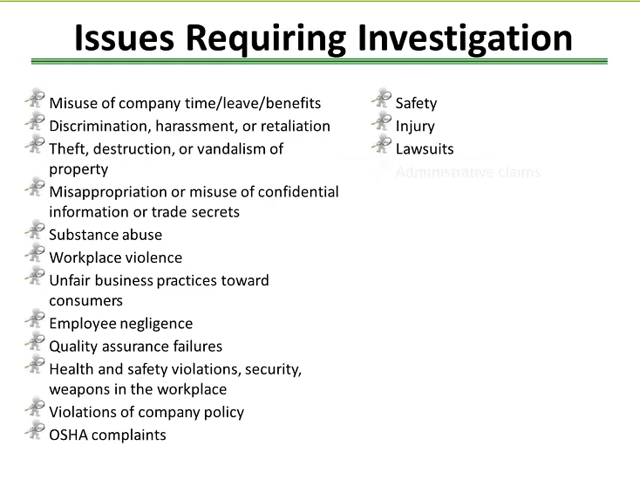 Issues Requiring Investigation
Misuse of company time/leave/benefits
Discrimination, harassment, or retaliation
Theft, destruction, or vandalism of
property
Misappropriation or misuse of confidential
information or trade secrets
Substance abuse
Workplace violence
Unfair business practices toward
consumers
Employee negligence
Quality assurance failures
Health and safety violations, security,
weapons in the workplace
Violations of company policy
OSHA complaints
Safety
Injury
Lawsuits
Administrative claims